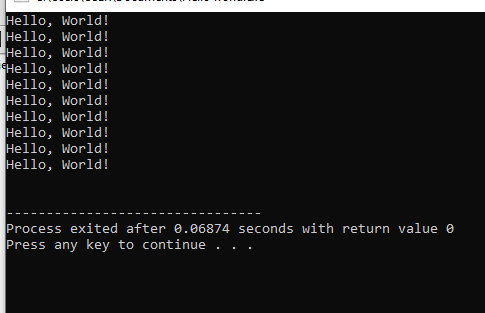 Hello, World!
Hello, World!
Hello, World!
Hello, World!
Hello, World!
Hello, World!
Hello, World!
Hello, World!
Hello, World!
Hello, World!
--------------------------------
Process exited after 0.06874 seconds with return value 0
Press any key to continue . . .